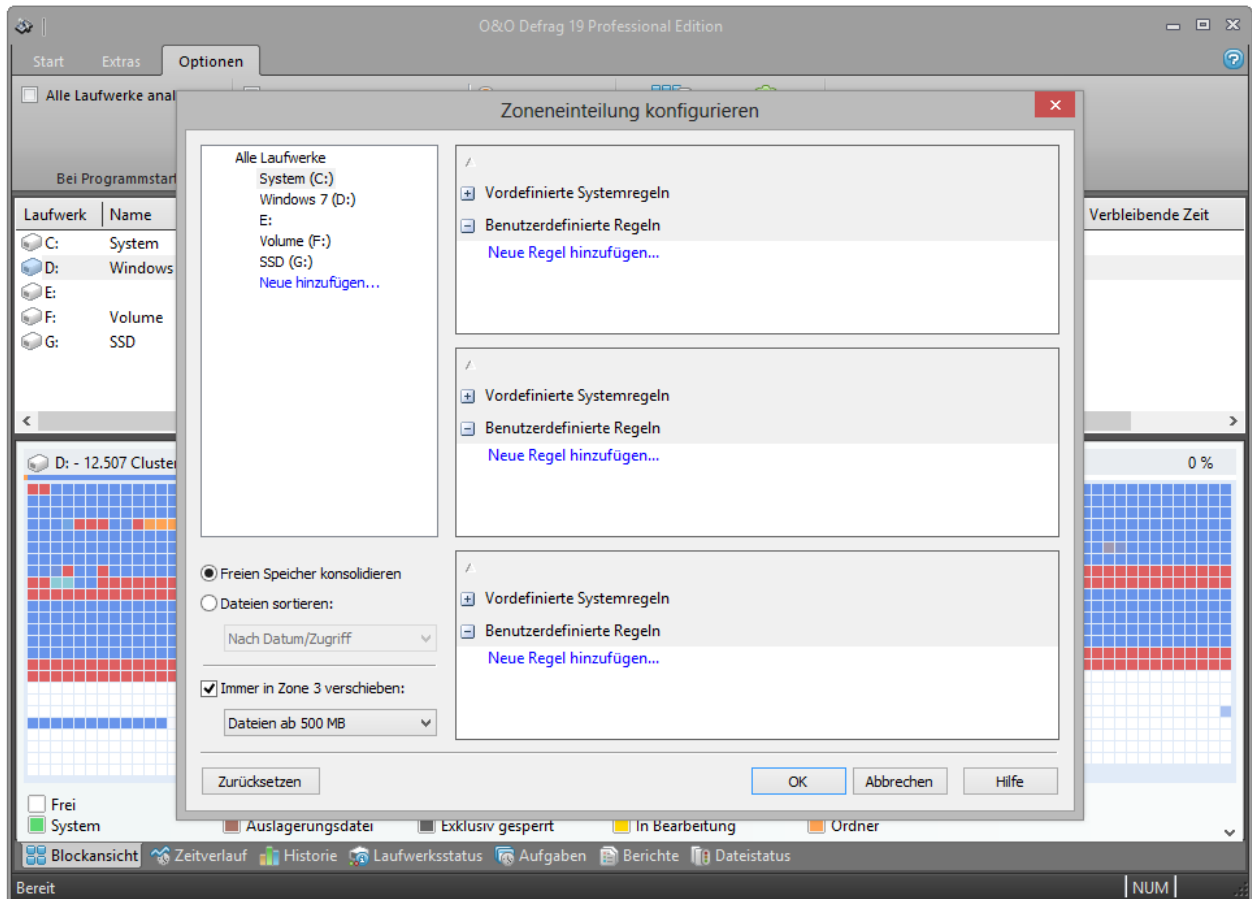 O&O Defrag 19 Professional Edition
Start Extras Optionen
Alle Laufwerke anal
Bei Programmstart
Zoneneinteilung konfigurieren
Laufwerk Name Verbleibende Zeit
C: System
D: Windows
E:
F: Volume
G: SSD
Alle Laufwerke
System (C:)
Windows 7 (D:)
E:
Volume (F:)
SSD (G:)
Neue hinzufügen...
Vordefinierte Systemregeln
Benutzerdefinierte Regeln
Neue Regel hinzufügen...
Vordefinierte Systemregeln
Benutzerdefinierte Regeln
Neue Regel hinzufügen...
Vordefinierte Systemregeln
Benutzerdefinierte Regeln
Neue Regel hinzufügen...
Freien Speicher konsolidieren
Dateien sortieren:
Nach Datum/Zugriff
Immer in Zone 3 verschieben:
Dateien ab 500 MB
Zurücksetzen OK Abbrechen Hilfe
D: - 12.507 Cluster 0 %
Frei
System Auslagerungsdatei Exklusiv gesperrt In Bearbeitung Ordner
Blockansicht Zeitverlauf Historie Laufwerksstatus Aufgaben Berichte Dateistatus
Bereit NUM